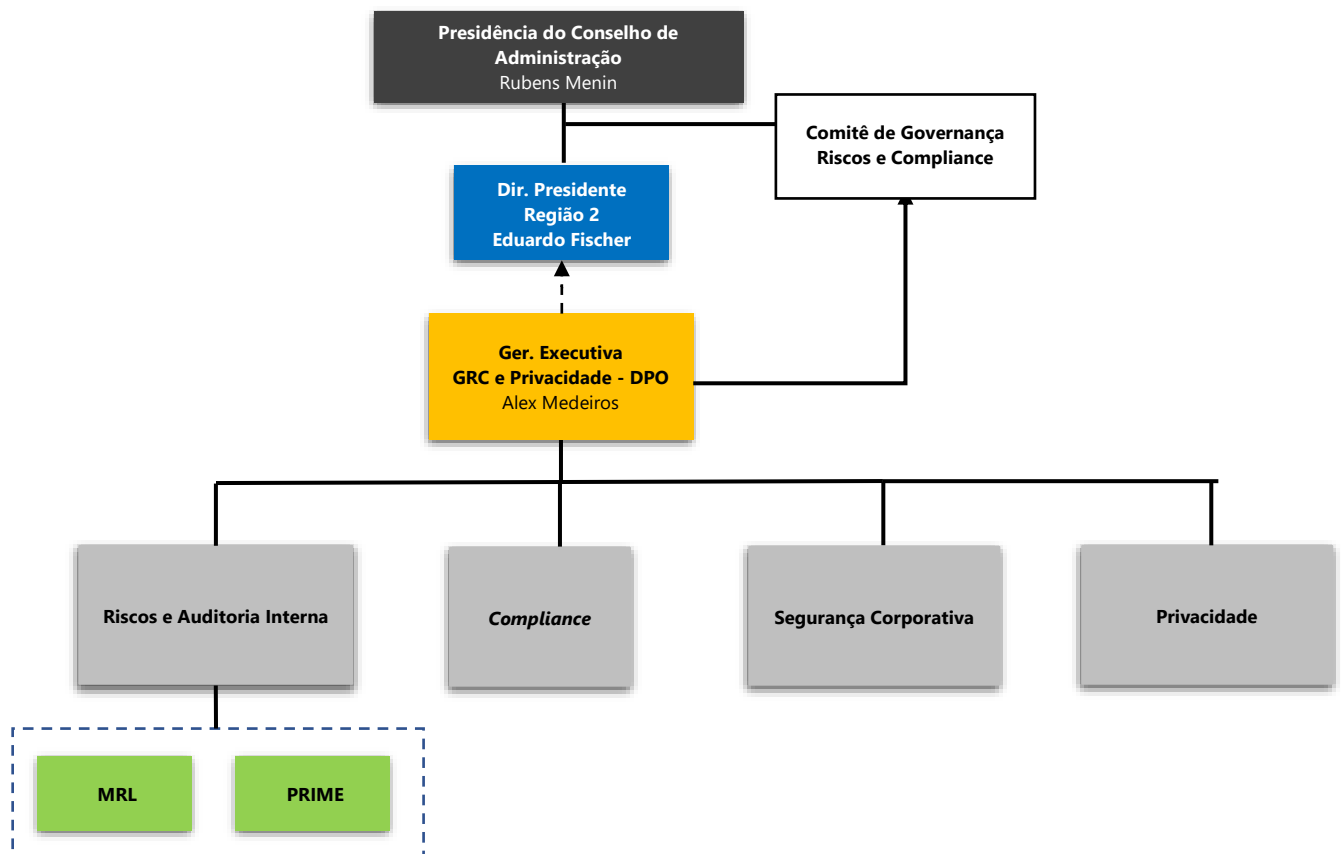 Presidência do Conselho de
Administração
Rubens Menin
Comitê de Governança
Riscos e Compliance
Dir. Presidente
Região 2
Eduardo Fischer
Ger. Executiva
GRC e Privacidade - DPO
Alex Medeiros
Riscos e Auditoria Interna
Compliance
Segurança Corporativa
Privacidade
MRL
PRIME